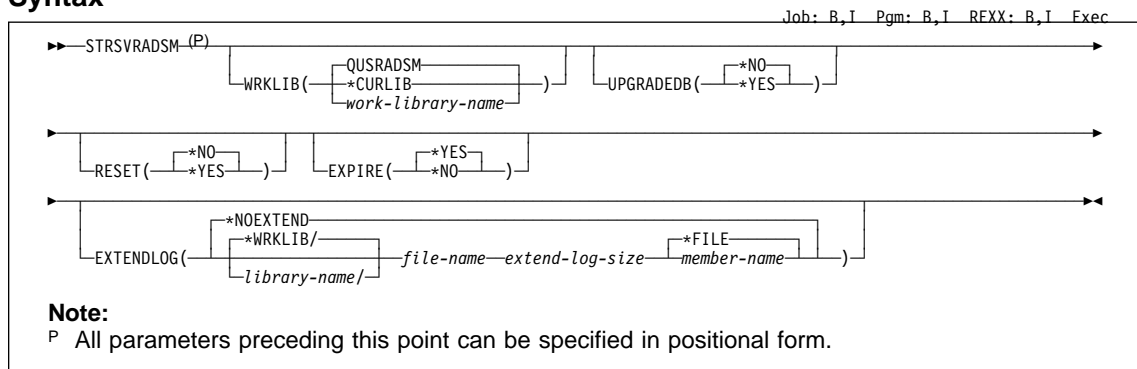 Syntax
Job: B,I Pgm: B,I REXX: B,I Exec
STRSVRADSM (P)
QUSRADSM *NO
WRKLIB( *CURLIB ) UPGRADEDB( *YES )
work-library-name
*NO *YES
RESET( *YES ) EXPIRE( *NO )
*NOEXTEND
*WRKLIB/ *FILE
EXTENDLOG( file-name extend-log-size member-name )
library-name/
Note:
P All parameters preceding this point can be specified in positional form.